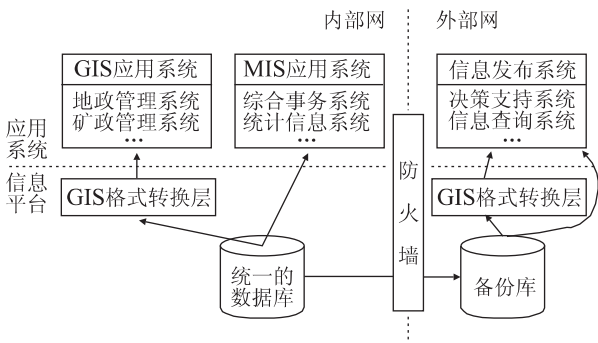 内部网
外部网
GIS应用系统
地政管理系统
矿政管理系统
•••
MIS应用系统
综合事务系统
统计信息系统
•••
信息发布系统
决策支持系统
信息查询系统
•••
应用
系统
信息
平台
GIS格式转换层
防火墙
GIS格式转换层
统一的
数据库
备份库